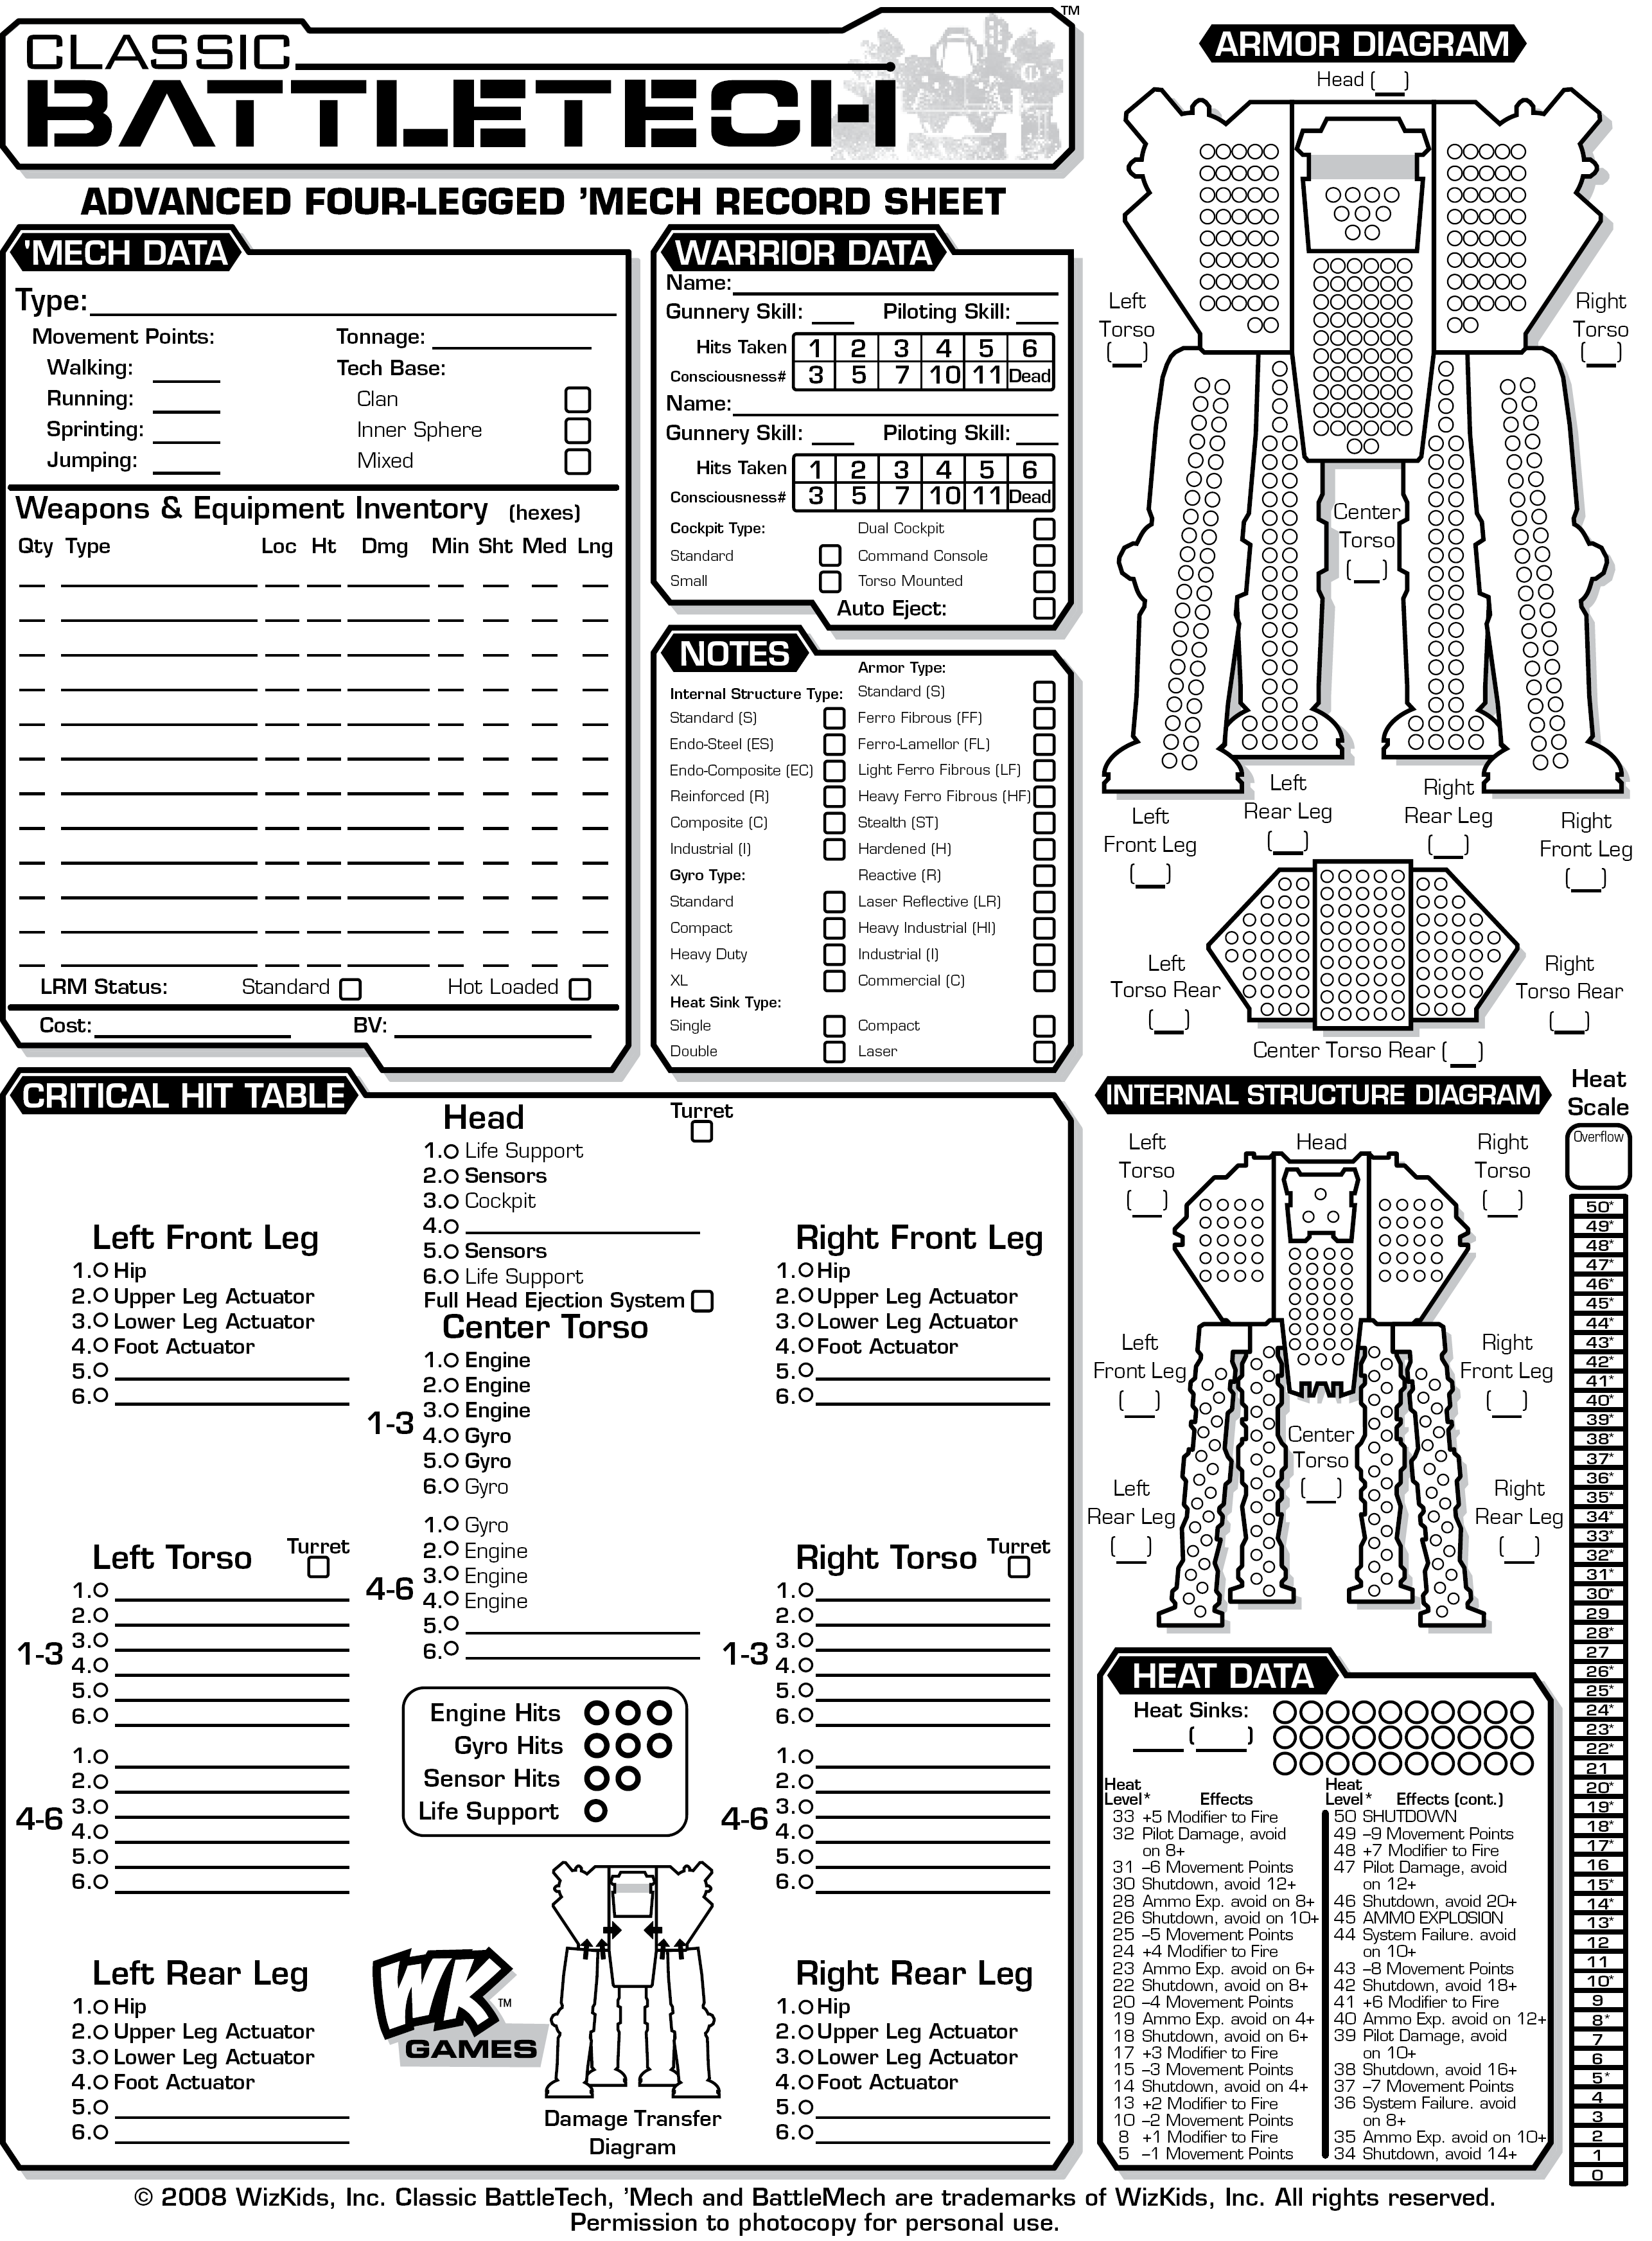 CLASSIC
BATTLETECH
TM
ADVANCED FOUR-LEGGED 'MECH RECORD SHEET
'MECH DATA
Type:
Movement Points:
Tonnage:
Walking:
Tech Base:
Running:
Clan
Sprinting:
Inner Sphere
Jumping:
Mixed
Weapons & Equipment Inventory (hexes)
Qty Type Loc Ht Dmg Min Sht Med Lng
LRM Status: Standard Hot Loaded
Cost: BV:
WARRIOR DATA
Name:
Gunnery Skill: Piloting Skill:
Hits Taken 1 2 3 4 5 6
Consciousness# 3 5 7 10 11 Dead
Name:
Gunnery Skill: Piloting Skill:
Hits Taken 1 2 3 4 5 6
Consciousness# 3 5 7 10 11 Dead
Cockpit Type: Dual Cockpit
Standard Command Console
Small Torso Mounted
Auto Eject:
NOTES
Armor Type:
Internal Structure Type: Standard (S)
Standard (S) Ferro Fibrous (FF)
Endo-Steel (ES) Ferro-Lamellor (FL)
Endo-Composite (EC) Light Ferro Fibrous (LF)
Reinforced (R) Heavy Ferro Fibrous (HF)
Composite (C) Stealth (ST)
Industrial (I) Hardened (H)
Gyro Type: Reactive (R)
Standard Laser Reflective (LR)
Compact Heavy Industrial (HI)
Heavy Duty Industrial (I)
XL Commercial (C)
Heat Sink Type:
Single Compact
Double Laser
ARMOR DIAGRAM
Head (__)
Left
Torso
(__)
Right
Torso
(__)
Center
Torso
(__)
Left
Front Leg
(__)
Left
Rear Leg
(__)
Right
Rear Leg
(__)
Right
Front Leg
(__)
Left
Torso Rear
(__)
Right
Torso Rear
(__)
Center Torso Rear (__)
CRITICAL HIT TABLE
Head
Turret
1. Life Support
2. Sensors
3. Cockpit
4.
5. Sensors
6. Life Support
Full Head Ejection System
Left Front Leg
1. Hip
2. Upper Leg Actuator
3. Lower Leg Actuator
4. Foot Actuator
5.
6.
Right Front Leg
1. Hip
2. Upper Leg Actuator
3. Lower Leg Actuator
4. Foot Actuator
5.
6.
Center Torso
1-3
1. Engine
2. Engine
3. Engine
4. Gyro
5. Gyro
6. Gyro
4-6
1. Gyro
2. Engine
3. Engine
4. Engine
5.
6.
Left Torso
Turret
1-3
1.
2.
3.
4.
5.
6.
4-6
1.
2.
3.
4.
5.
6.
Right Torso
Turret
1-3
1.
2.
3.
4.
5.
6.
4-6
1.
2.
3.
4.
5.
6.
Engine Hits
Gyro Hits
Sensor Hits
Life Support
Left Rear Leg
1. Hip
2. Upper Leg Actuator
3. Lower Leg Actuator
4. Foot Actuator
5.
6.
WK
TM
GAMES
Damage Transfer
Diagram
Right Rear Leg
1. Hip
2. Upper Leg Actuator
3. Lower Leg Actuator
4. Foot Actuator
5.
6.
INTERNAL STRUCTURE DIAGRAM
Left
Torso
(__)
Head
Right
Torso
(__)
Left
Front Leg
(__)
Right
Front Leg
(__)
Center
Torso
(__)
Left
Rear Leg
(__)
Right
Rear Leg
(__)
Heat
Scale
Overflow
50*
49*
48*
47*
46*
45*
44*
43*
42*
41*
40*
39*
38*
37*
36*
35*
34*
33*
32*
31*
30*
29
28*
27
26*
25*
24*
23*
22*
21
20*
19*
18*
17*
16
15*
14*
13*
12
11
10*
9
8*
7
6
5*
4
3
2
1
0
HEAT DATA
Heat Sinks:
(__)
Heat
Level* Effects
33 +5 Modifier to Fire
32 Pilot Damage, avoid
on 8+
31 –6 Movement Points
30 Shutdown, avoid 12+
28 Ammo Exp. avoid on 8+
26 Shutdown, avoid on 10+
25 –5 Movement Points
24 +4 Modifier to Fire
23 Ammo Exp. avoid on 6+
22 Shutdown, avoid on 8+
20 –4 Movement Points
19 Ammo Exp. avoid on 4+
18 Shutdown, avoid on 6+
17 +3 Modifier to Fire
15 –3 Movement Points
14 Shutdown, avoid on 4+
13 +2 Modifier to Fire
10 –2 Movement Points
8 +1 Modifier to Fire
5 –1 Movement Points
Heat
Level* Effects (cont.)
50 SHUTDOWN
49 –9 Movement Points
48 +7 Modifier to Fire
47 Pilot Damage, avoid
on 12+
46 Shutdown, avoid 20+
45 AMMO EXPLOSION
44 System Failure. avoid
on 10+
43 –8 Movement Points
42 Shutdown, avoid 18+
41 +6 Modifier to Fire
40 Ammo Exp. avoid on 12+
39 Pilot Damage, avoid
on 10+
38 Shutdown, avoid 16+
37 –7 Movement Points
36 System Failure. avoid
on 8+
35 Ammo Exp. avoid on 10+
34 Shutdown, avoid 14+
© 2008 WizKids, Inc. Classic BattleTech, 'Mech and BattleMech are trademarks of WizKids, Inc. All rights reserved.
Permission to photocopy for personal use.